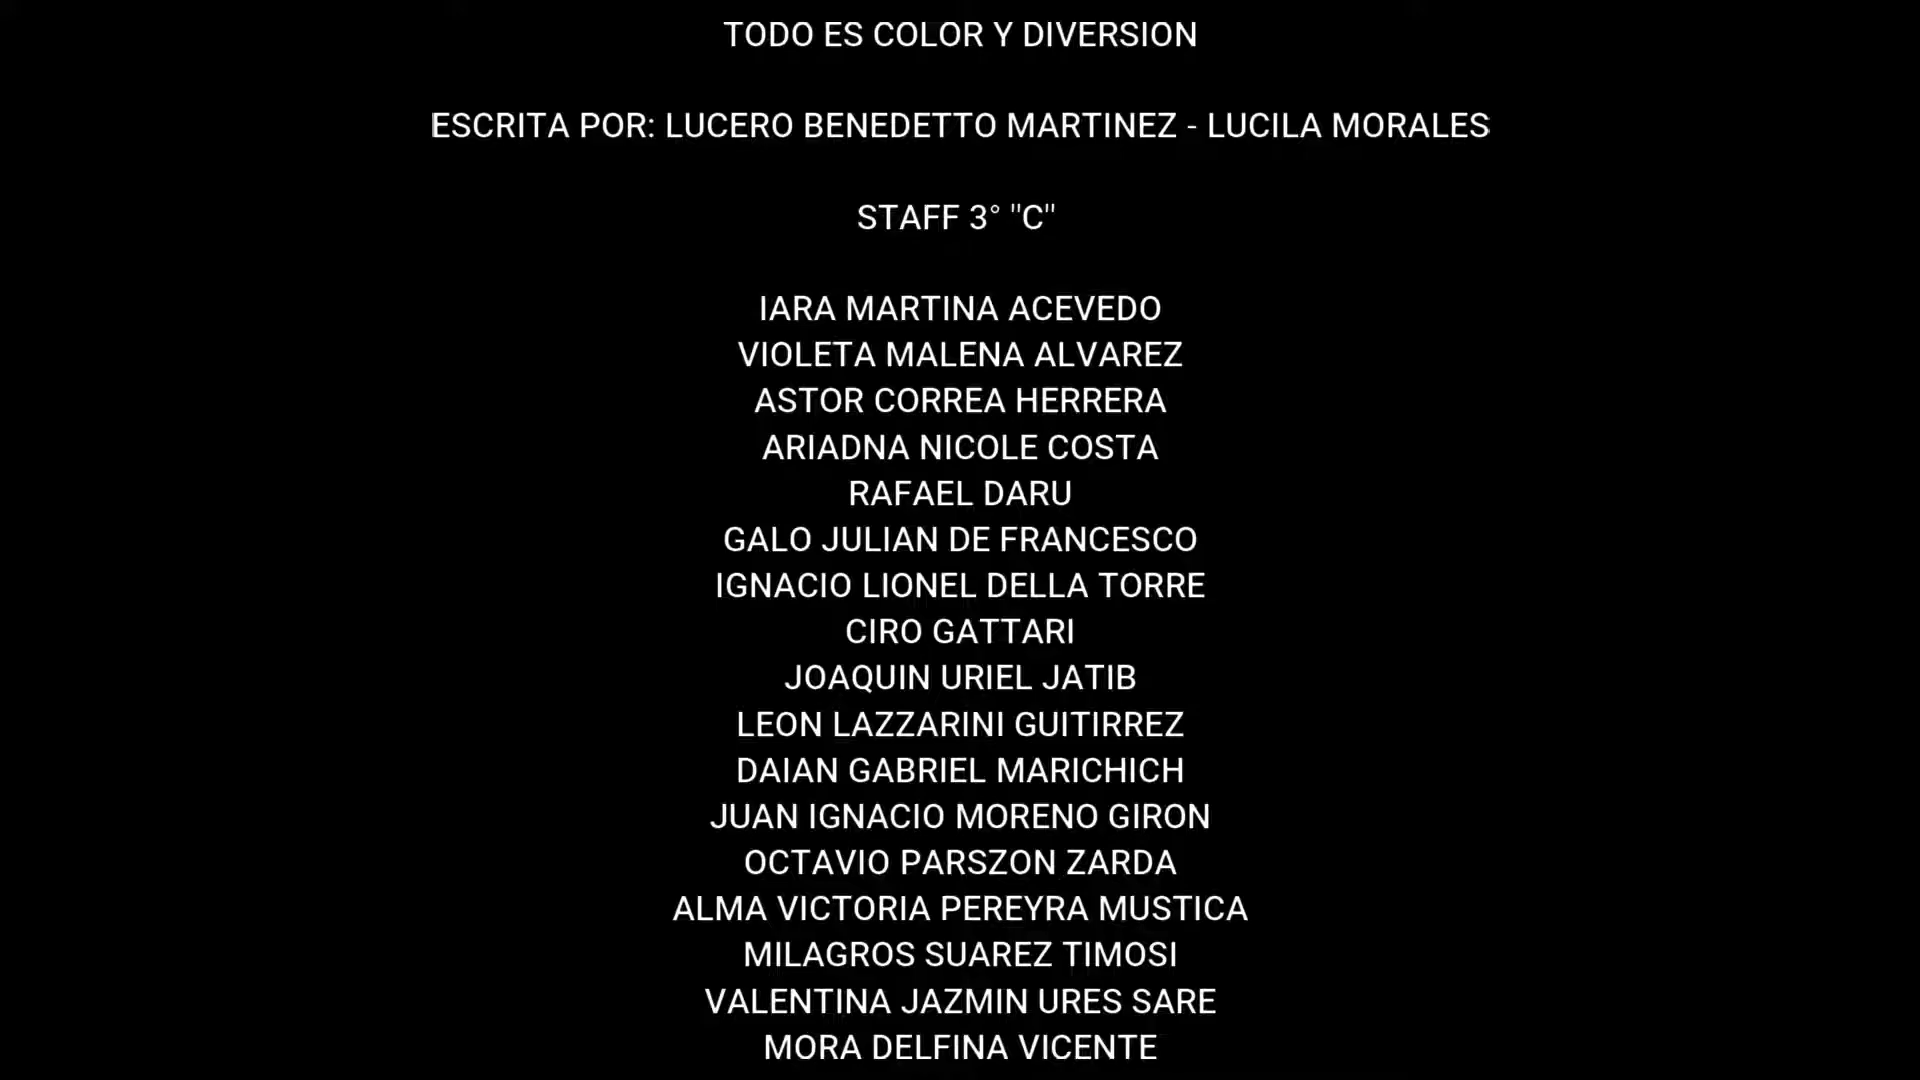 TODO ES COLOR Y DIVERSION
ESCRITA POR: LUCERO BENEDETTO MARTINEZ - LUCILA MORALES
STAFF 3° "C"
IARA MARTINA ACEVEDO
VIOLETA MALENA ALVAREZ
ASTOR CORREA HERRERA
ARIADNA NICOLE COSTA
RAFAEL DARU
GALO JULIAN DE FRANCESCO
IGNACIO LIONEL DELLA TORRE
CIRO GATTARI
JOAQUIN URIEL JATIB
LEON LAZZARINI GUITIRREZ
DAIAN GABRIEL MARICHICH
JUAN IGNACIO MORENO GIRON
OCTAVIO PARSZON ZARDA
ALMA VICTORIA PEREYRA MUSTICA
MILAGROS SUAREZ TIMOSI
VALENTINA JAZMIN URES SARE
MORA DELFINA VICENTE